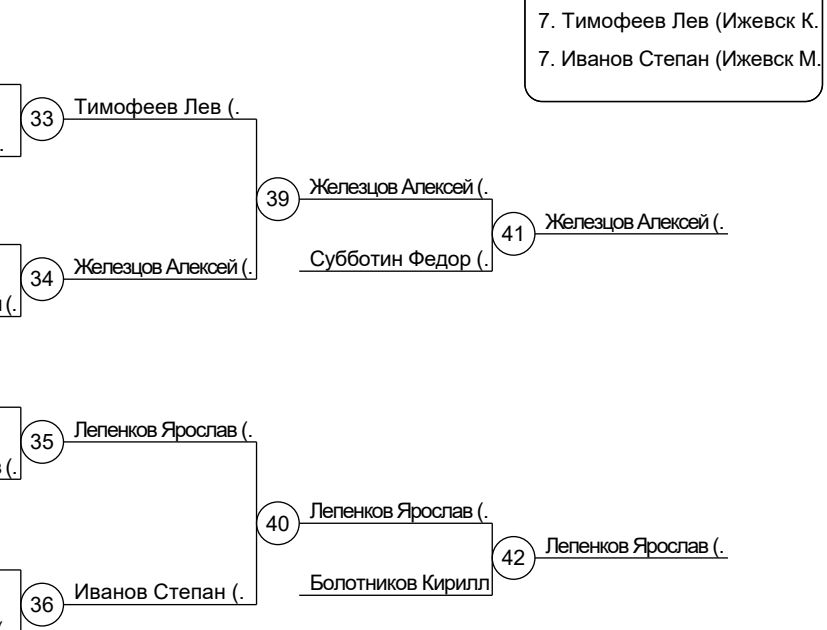 7. Тимофеев Лев (Ижевск К.
7. Иванов Степан (Ижевск М.
33 Тимофеев Лев (.
39 Железцов Алексей (.
41 Железцов Алексей (.
Субботин Федор (.
34 Железцов Алексей (.
35 Лепенков Ярослав (.
40 Лепенков Ярослав (.
42 Лепенков Ярослав (.
Болотников Кирилл
36 Иванов Степан (.